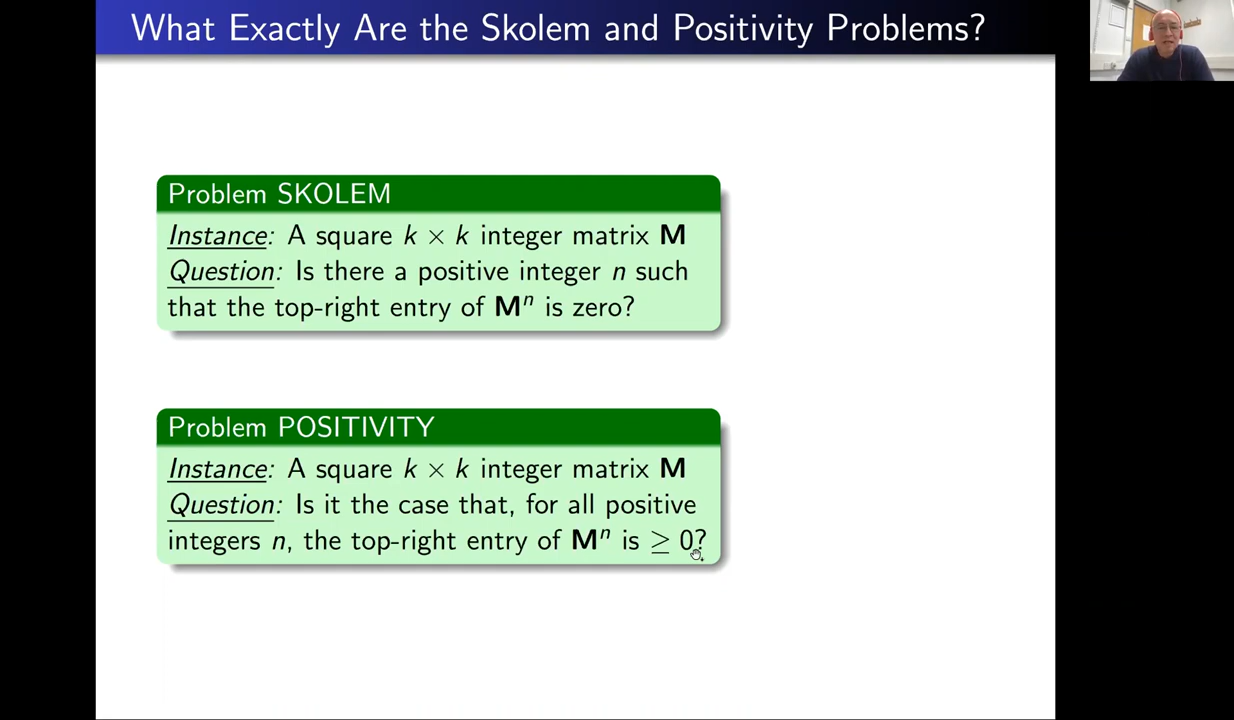 What Exactly Are the Skolem and Positivity Problems?
Problem SKOLEM
Instance: A square k × k integer matrix M
Question: Is there a positive integer n such
that the top-right entry of Mⁿ is zero?
Problem POSITIVITY
Instance: A square k × k integer matrix M
Question: Is it the case that, for all positive
integers n, the top-right entry of Mⁿ is ≥ 0?